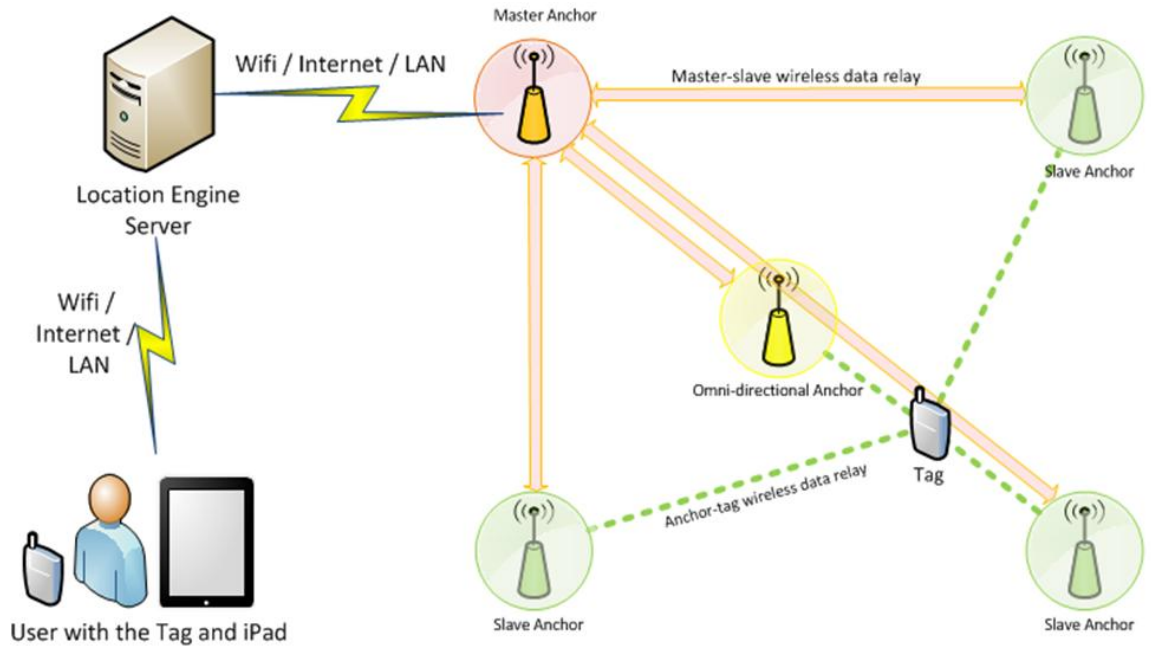 Master Anchor
Wifi / Internet / LAN
Master-slave wireless data relay
Slave Anchor
Location Engine
Server
Wifi /
Internet /
LAN
Omni-directional Anchor
Tag
Anchor-tag wireless data relay
User with the Tag and iPad
Slave Anchor
Slave Anchor